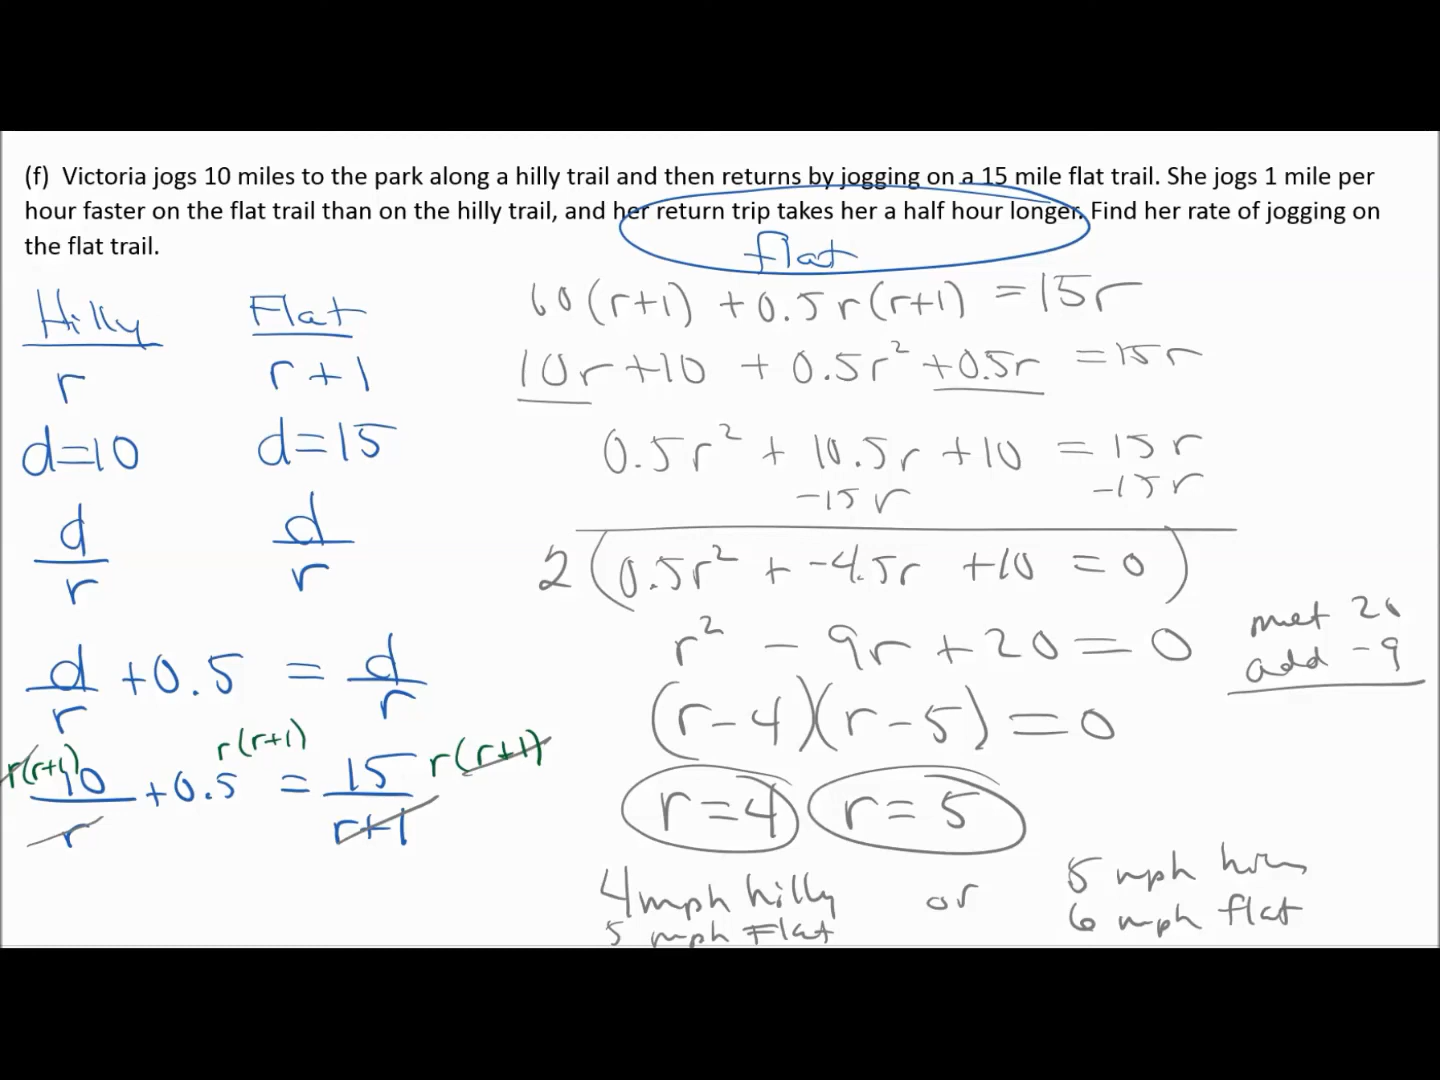 (f) Victoria jogs 10 miles to the park along a hilly trail and then returns by jogging on a 15 mile flat trail. She jogs 1 mile per
hour faster on the flat trail than on the hilly trail, and her return trip takes her a half hour longer. Find her rate of jogging on
the flat trail.
flat
Hilly
r
d=10
d/r
Flat
r+1
d=15
d/r
d/r +0.5 = d/r
r(r+1) 10/r + 0.5 r(r+1) = 15/(r+1) r(r+1)
10(r+1) +0.5r(r+1) =15r
10r+10 + 0.5r² +0.5r =15r
0.5r² + 10.5r +10 = 15r
-15r -15r
2(0.5r² + -4.5r +10 = 0)
r² - 9r +20 = 0
mult 20
add -9
(r-4)(r-5) = 0
r=4 r=5
4mph hilly or 5 mph
5 mph Flat 6 mph flat